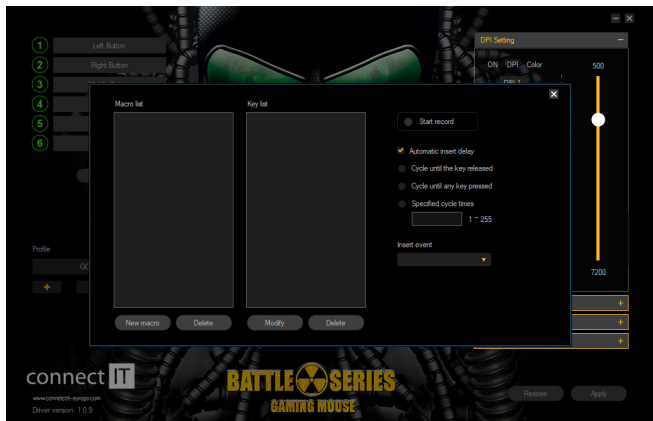 DPI Setting
1 Left Button
2 Right Button
3
4
5
6
ON DPI Color 500
DPI 1
7200
Macro list
Key list
Start record
Automatic insert delay
Cycle until the key released
Cycle until any key pressed
Specified cycle times
1 ~ 255
Insert event
New macro
Delete
Modify
Delete
Profile
connect IT
www.connectit-europe.com
Driver version: 1.0.9
BATTLE SERIES
GAMING MOUSE
Restore
Apply